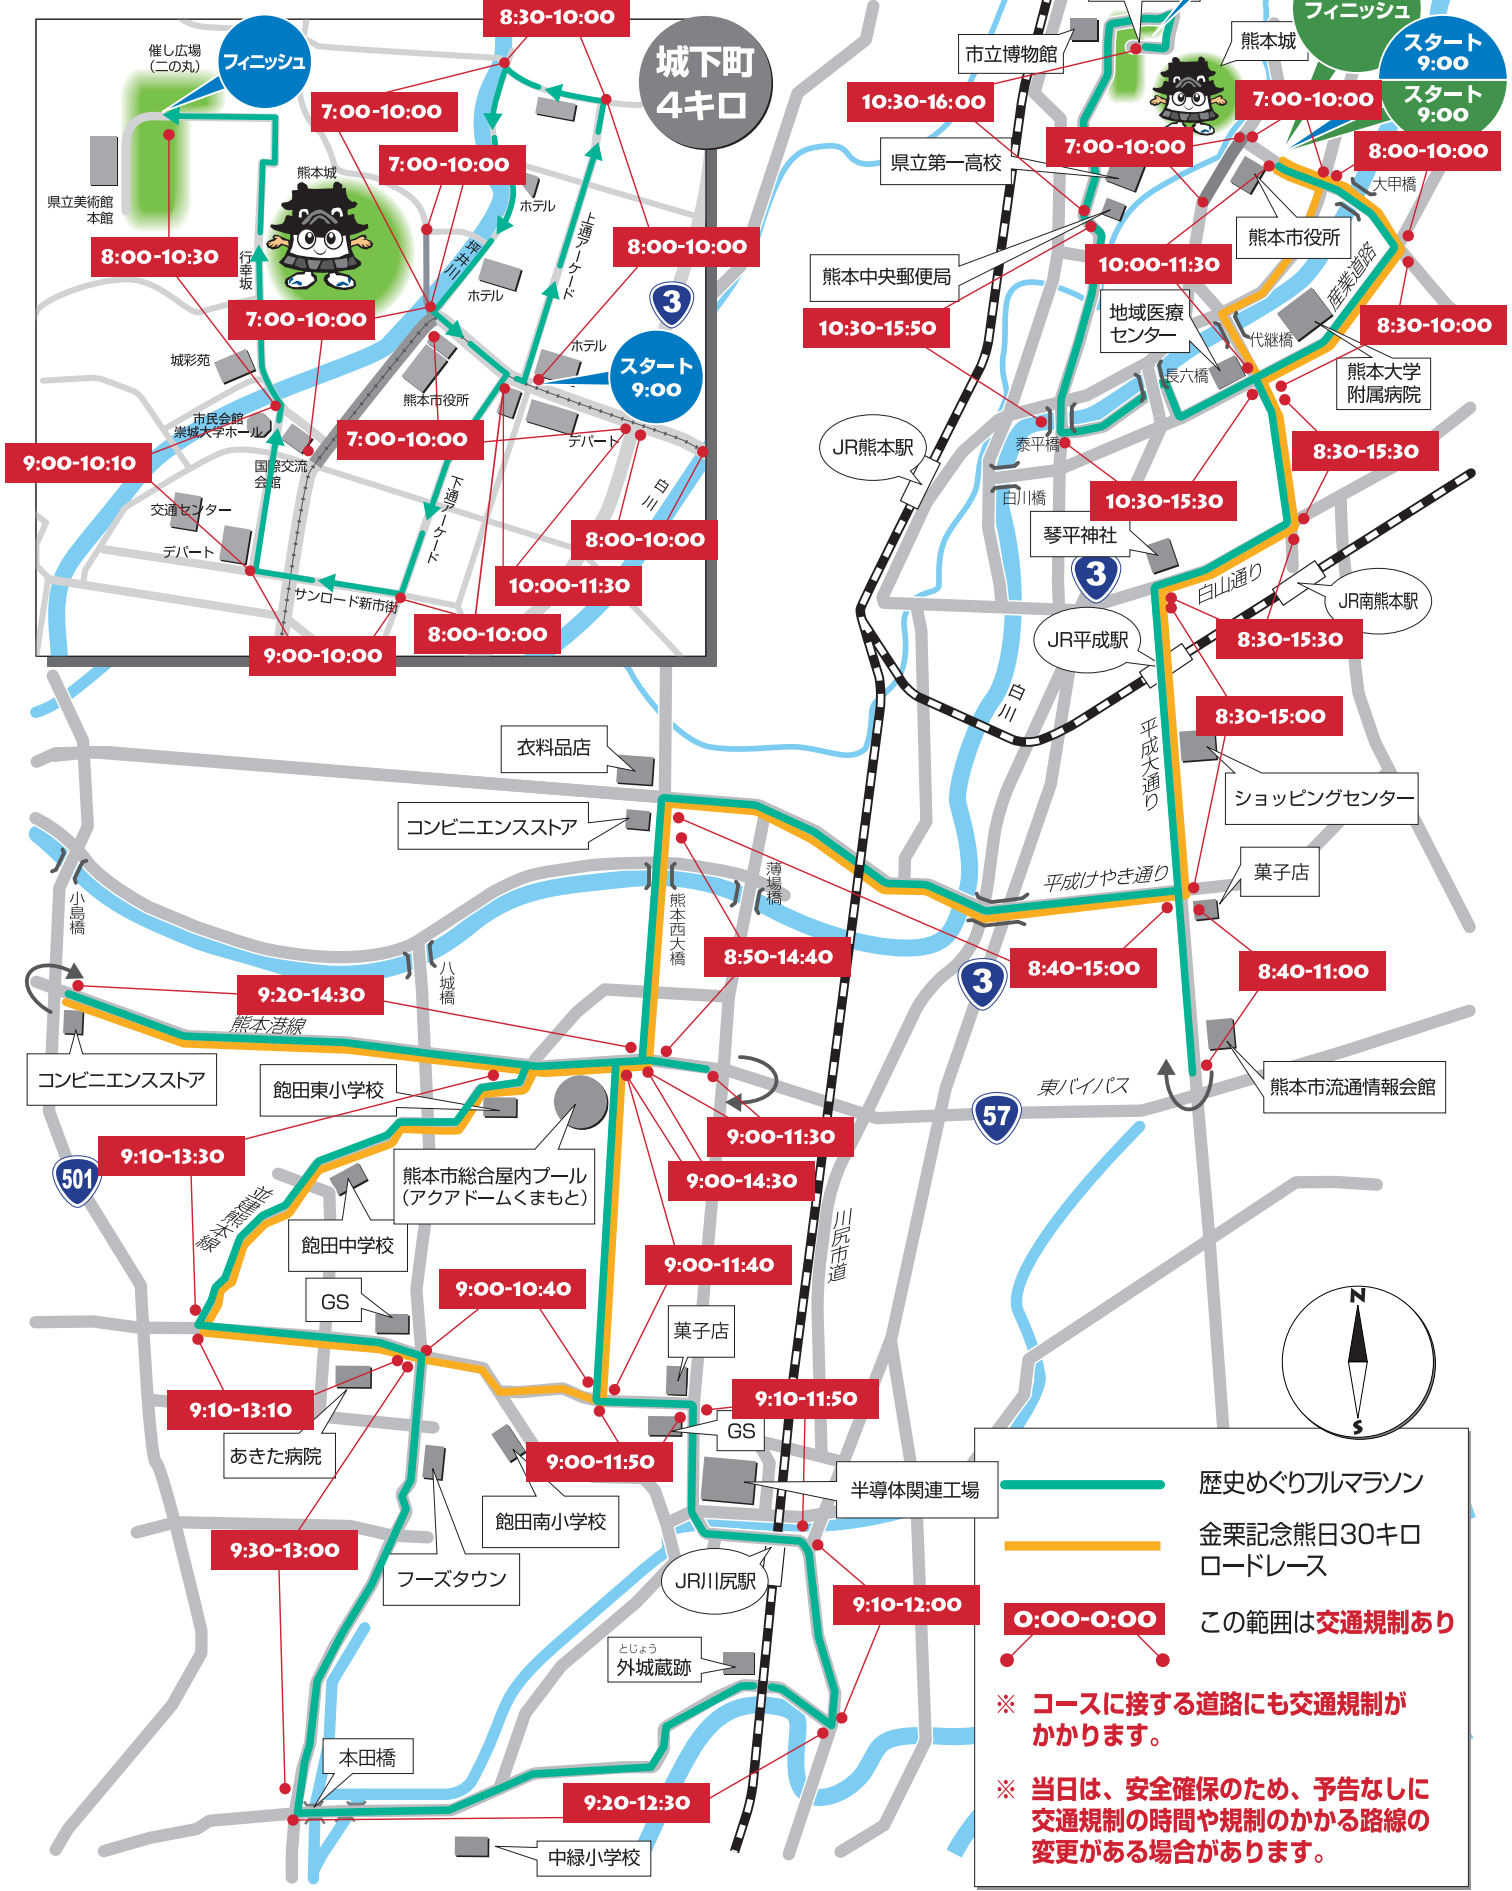 8:30-10:00
城下町
4キロ
催し広場
(二の丸)
フィニッシュ
7:00-10:00
7:00-10:00
熊本城
ホテル
県立美術館
本館
8:00-10:30
行幸坂
坪井川
上通アーケード
8:00-10:00
ホテル
3
7:00-10:00
城彩苑
ホテル
スタート
9:00
熊本市役所
市民会館
崇城大学ホール
7:00-10:00
デパート
9:00-10:10
国際交流
会館
下通アーケード
白川
交通センター
デパート
8:00-10:00
10:00-11:30
サンロード新市街
8:00-10:00
9:00-10:00
フィニッシュ
スタート
9:00
スタート
9:00
市立博物館
熊本城
10:30-16:00
7:00-10:00
7:00-10:00
8:00-10:00
県立第一高校
大甲橋
熊本市役所
熊本中央郵便局
10:00-11:30
産業道路
地域医療
センター
10:30-15:50
代継橋
8:30-10:00
長六橋
熊本大学
附属病院
JR熊本駅
泰平橋
8:30-15:30
白川橋
10:30-15:30
琴平神社
3
白山通り
JR南熊本駅
JR平成駅
8:30-15:30
白川
8:30-15:00
平成大通り
衣料品店
ショッピングセンター
コンビニエンスストア
薄場橋
平成けやき通り
菓子店
小島橋
熊本西大橋
8:50-14:40
8:40-15:00
8:40-11:00
八城橋
3
9:20-14:30
熊本港線
コンビニエンスストア
飽田東小学校
東バイパス
熊本市流通情報会館
57
9:00-11:30
9:10-13:30
501
熊本市総合屋内プール
(アクアドームくまもと)
9:00-14:30
並建熊本線
飽田中学校
川尻市道
9:00-11:40
9:00-10:40
GS
菓子店
N
S
9:10-13:10
9:10-11:50
GS
あきた病院
9:00-11:50
半導体関連工場
飽田南小学校
9:30-13:00
フーズタウン
JR川尻駅
9:10-12:00
とじょう
外城蔵跡
本田橋
9:20-12:30
中緑小学校
歴史めぐりフルマラソン
金栗記念熊日30キロ
ロードレース
0:00-0:00
この範囲は交通規制あり
※ コースに接する道路にも交通規制が
かかります。
※ 当日は、安全確保のため、予告なしに
交通規制の時間や規制のかかる路線の
変更がある場合があります。